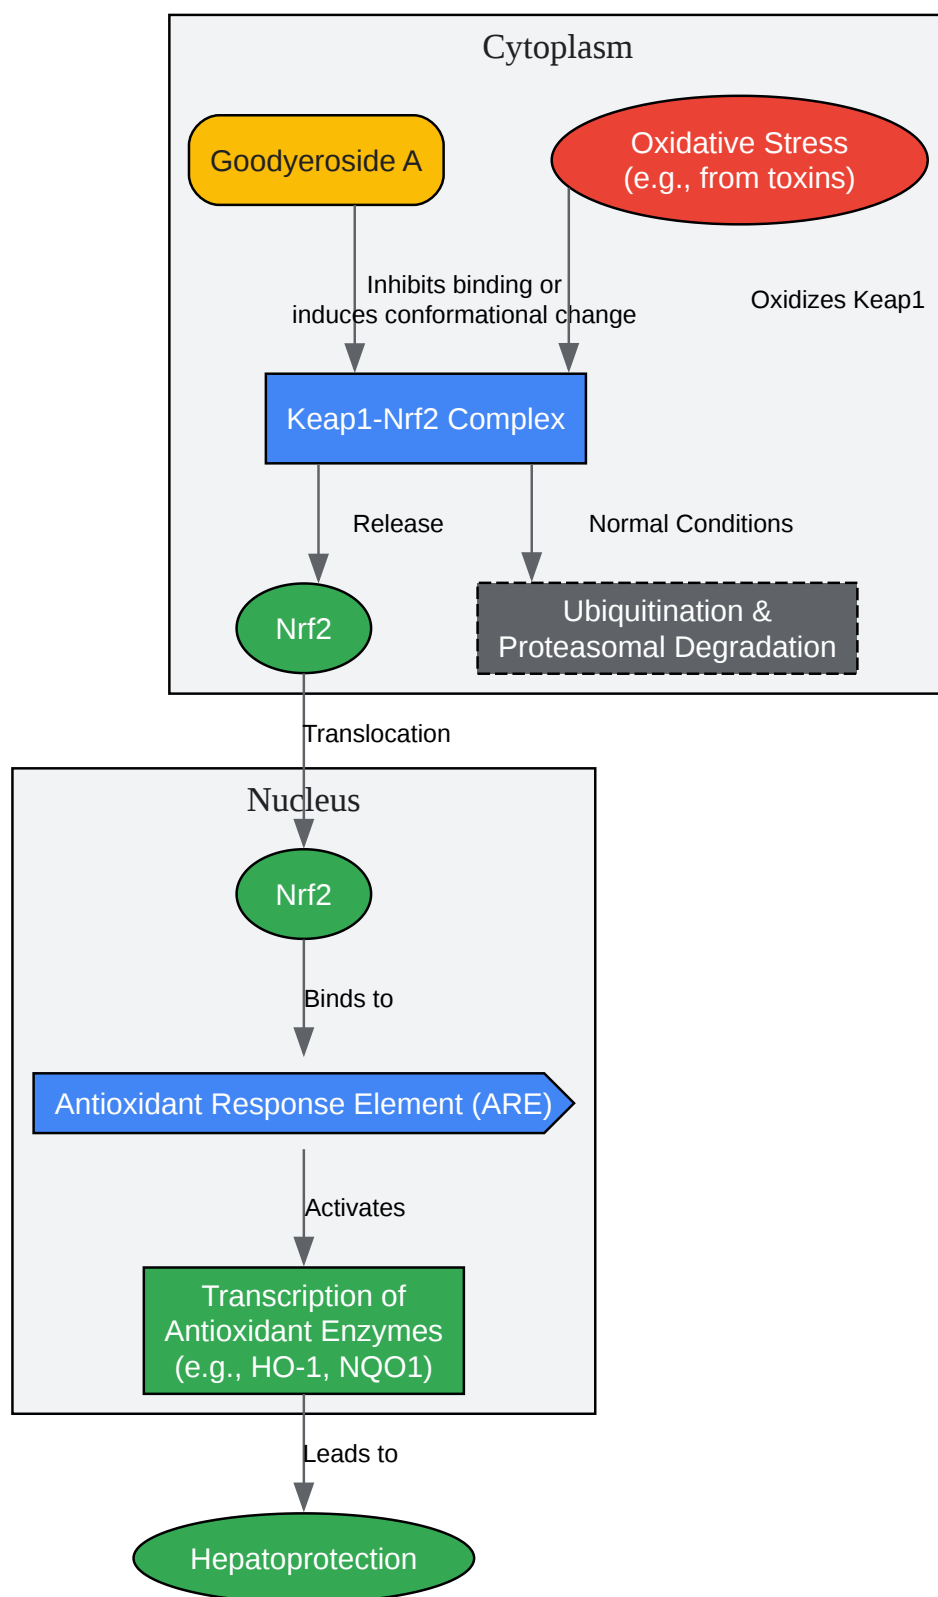 Cytoplasm
Goodyeroside A
Oxidative Stress
(e.g., from toxins)
Inhibits binding or
induces conformational change
Oxidizes Keap1
Keap1-Nrf2 Complex
Release
Normal Conditions
Nrf2
Ubiquitination &
Proteasomal Degradation
Translocation
Nucleus
Nrf2
Binds to
Antioxidant Response Element (ARE)
Activates
Transcription of
Antioxidant Enzymes
(e.g., HO-1, NQO1)
Leads to
Hepatoprotection